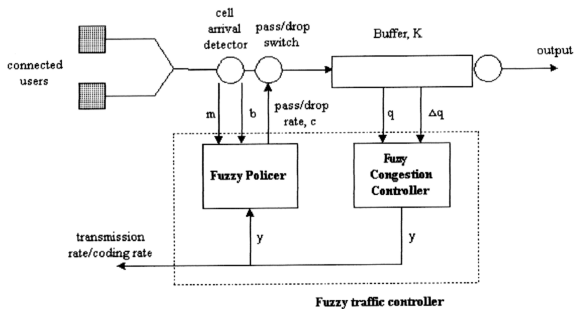 cell
arrival
detector
pass/drop
switch
Buffer, K
output
connected
users
m
b
pass/drop
rate, c
q
Δq
Fuzzy Policer
Fuzzy
Congestion
Controller
y
y
transmission
rate/coding rate
Fuzzy traffic controller